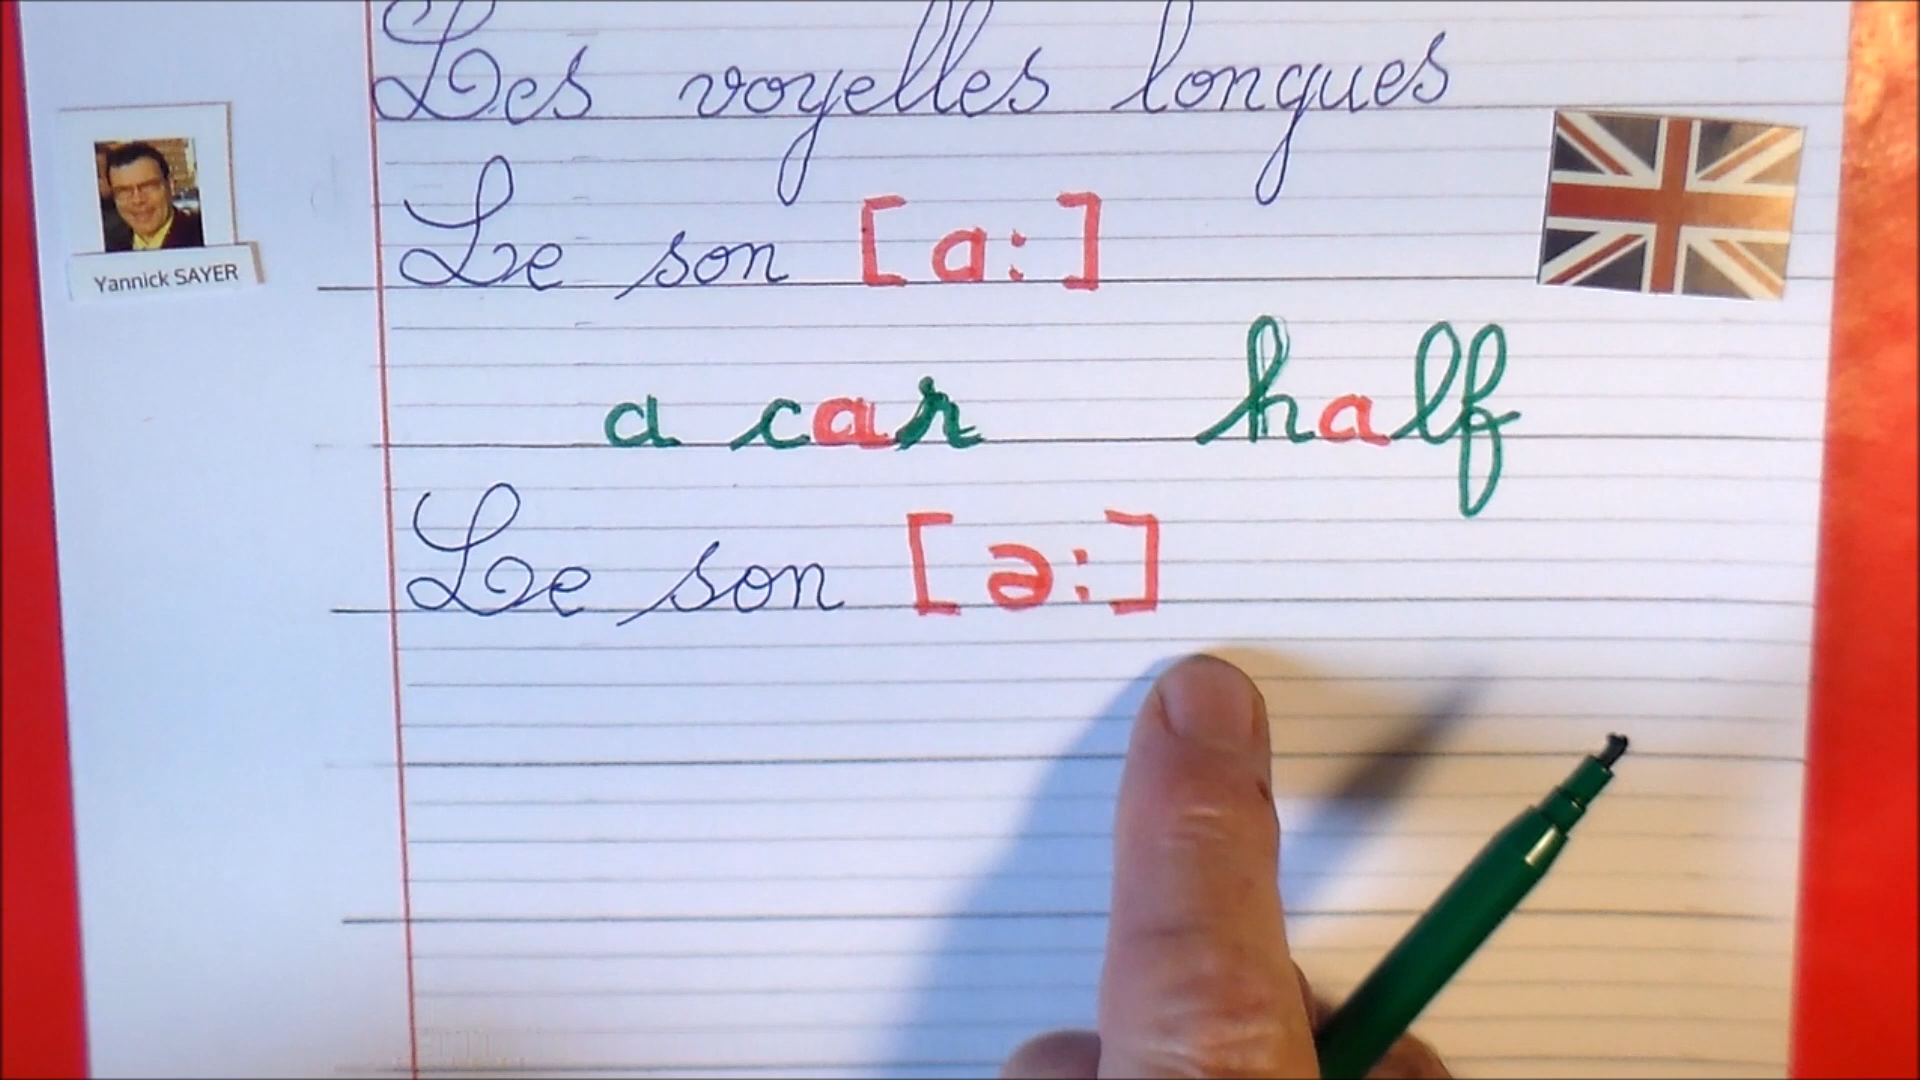 Les voyelles longues
Yannick SAYER
Le son [a:]
a car half
Le son [ə:]